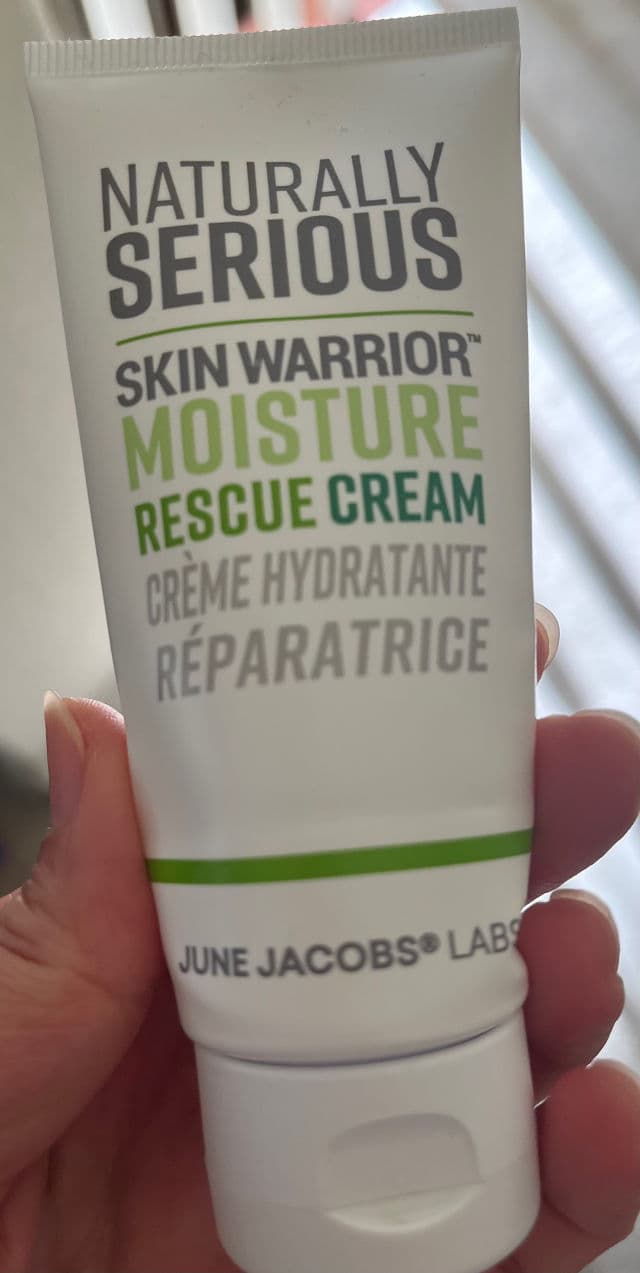 NATURALLY
SERIOUS
SKIN WARRIOR™
MOISTURE
RESCUE CREAM
CRÈME HYDRATANTE
RÉPARATRICE
JUNE JACOBS® LABS